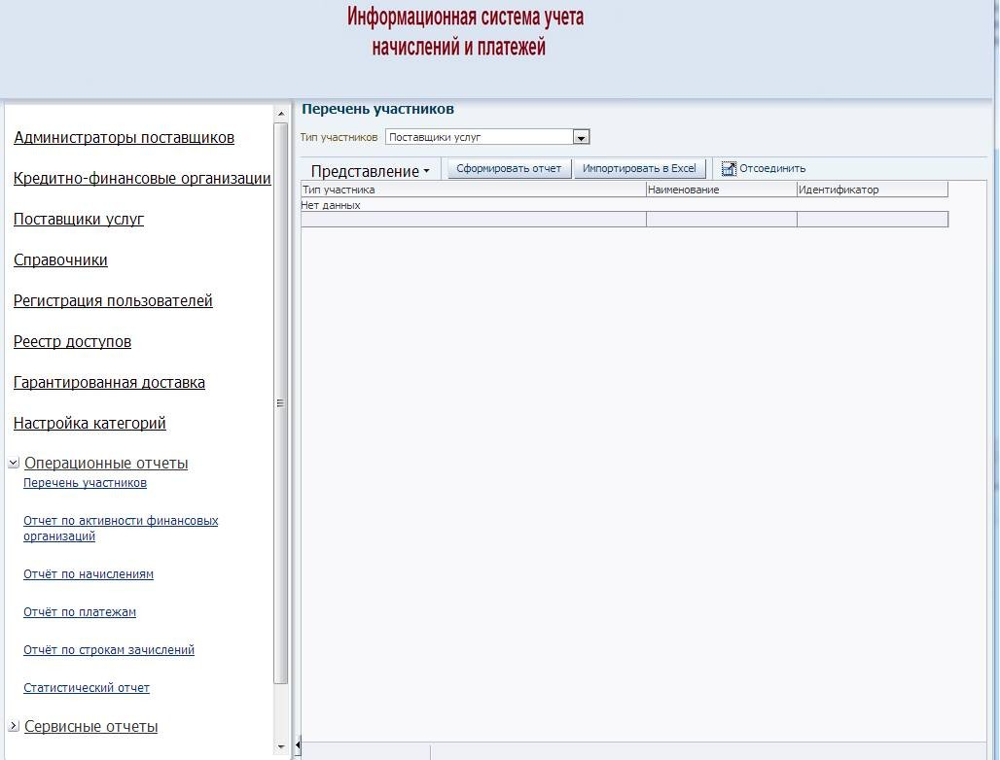 Информационная система учета
начислений и платежей
Администраторы поставщиков
Кредитно-финансовые организации
Поставщики услуг
Справочники
Регистрация пользователей
Реестр доступов
Гарантированная доставка
Настройка категорий
Операционные отчеты
Перечень участников
Отчет по активности финансовых
организаций
Отчёт по начислениям
Отчёт по платежам
Отчёт по строкам зачислений
Статистический отчет
Сервисные отчеты
Перечень участников
Тип участников Поставщики услуг
Представление Сформировать отчет Импортировать в Excel Отсоединить
Тип участника Наименование Идентификатор
Нет данных